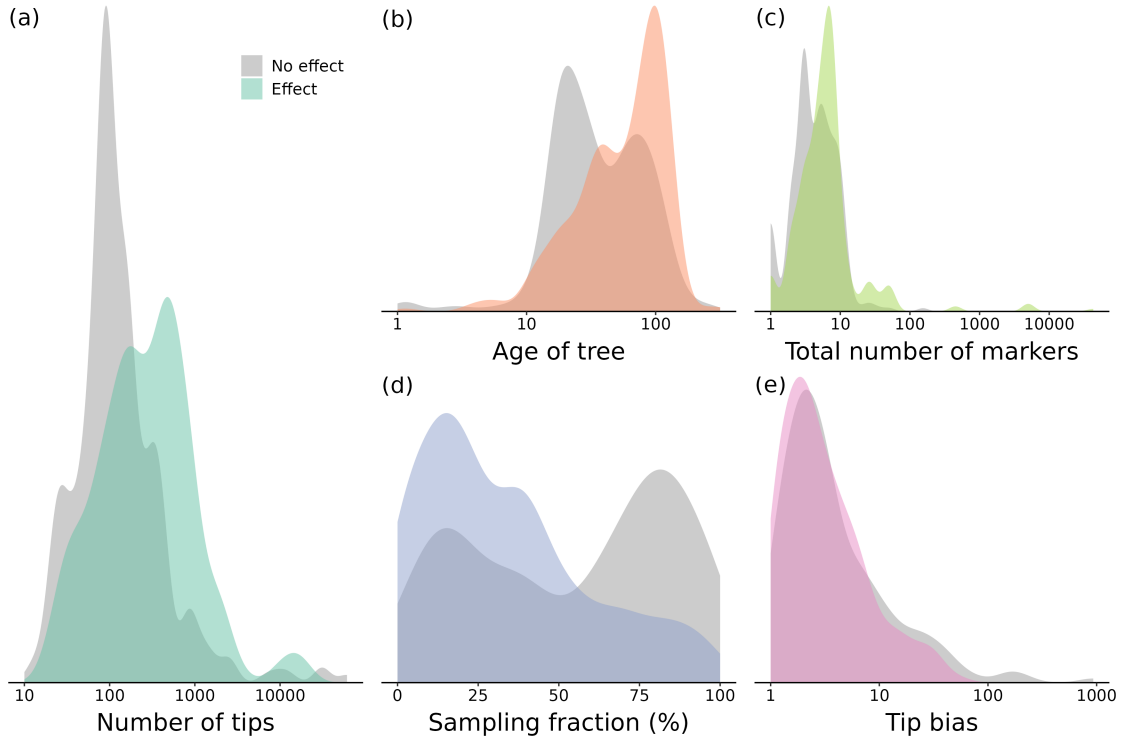 (a)
No effect
Effect
10 100 1000 10000
Number of tips
(b)
1 10 100
Age of tree
(c)
1 10 100 1000 10000
Total number of markers
(d)
0 25 50 75 100
Sampling fraction (%)
(e)
1 10 100 1000
Tip bias